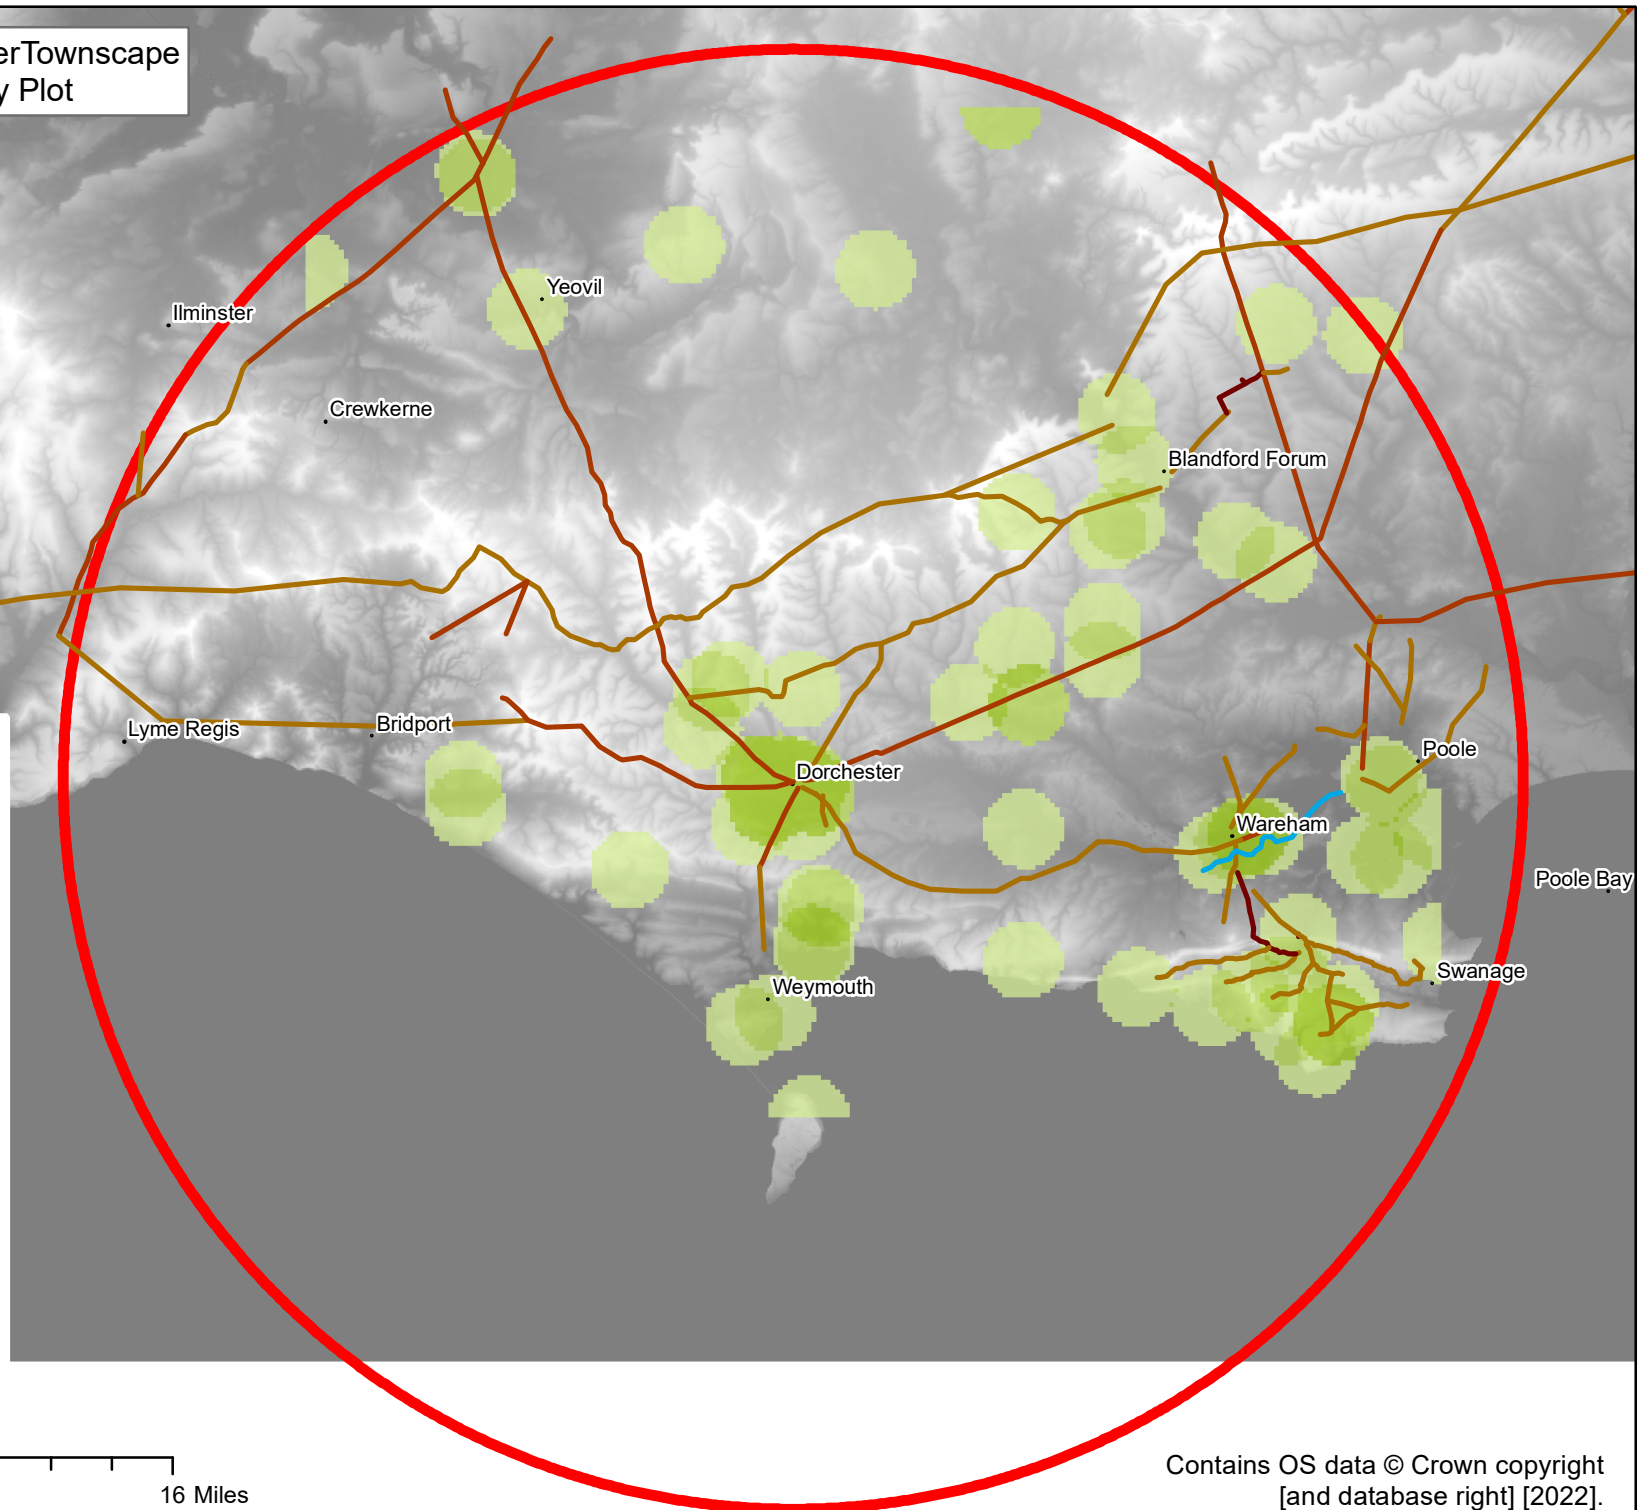 erTownscape
y Plot
Yeovil
Ilminster
Crewkerne
Blandford Forum
Lyme Regis
Bridport
Poole
Dorchester
Wareham
Poole Bay
Swanage
Weymouth
Contains OS data © Crown copyright
[and database right] [2022].
16 Miles